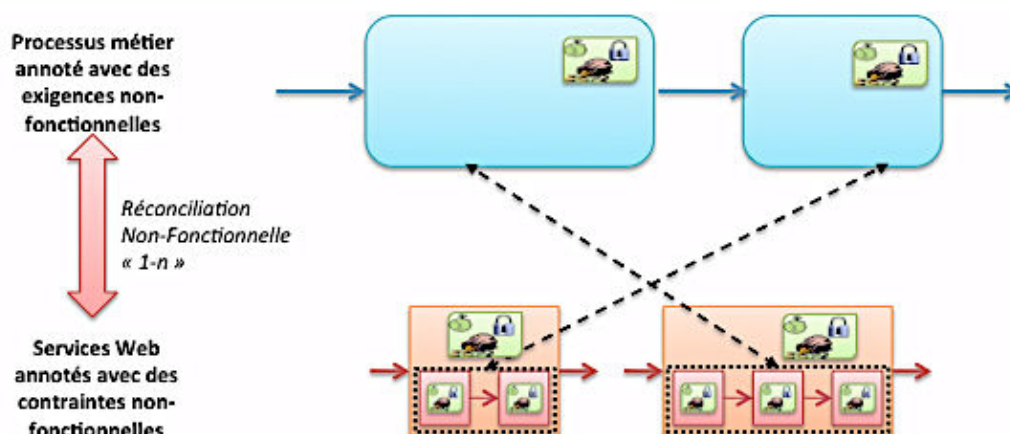 Processus métier
annoté avec des
exigences non-
fonctionnelles
Réconciliation
Non-Fonctionnelle
« 1-n »
Services Web
annotés avec des
contraintes non-
fonctionnelles